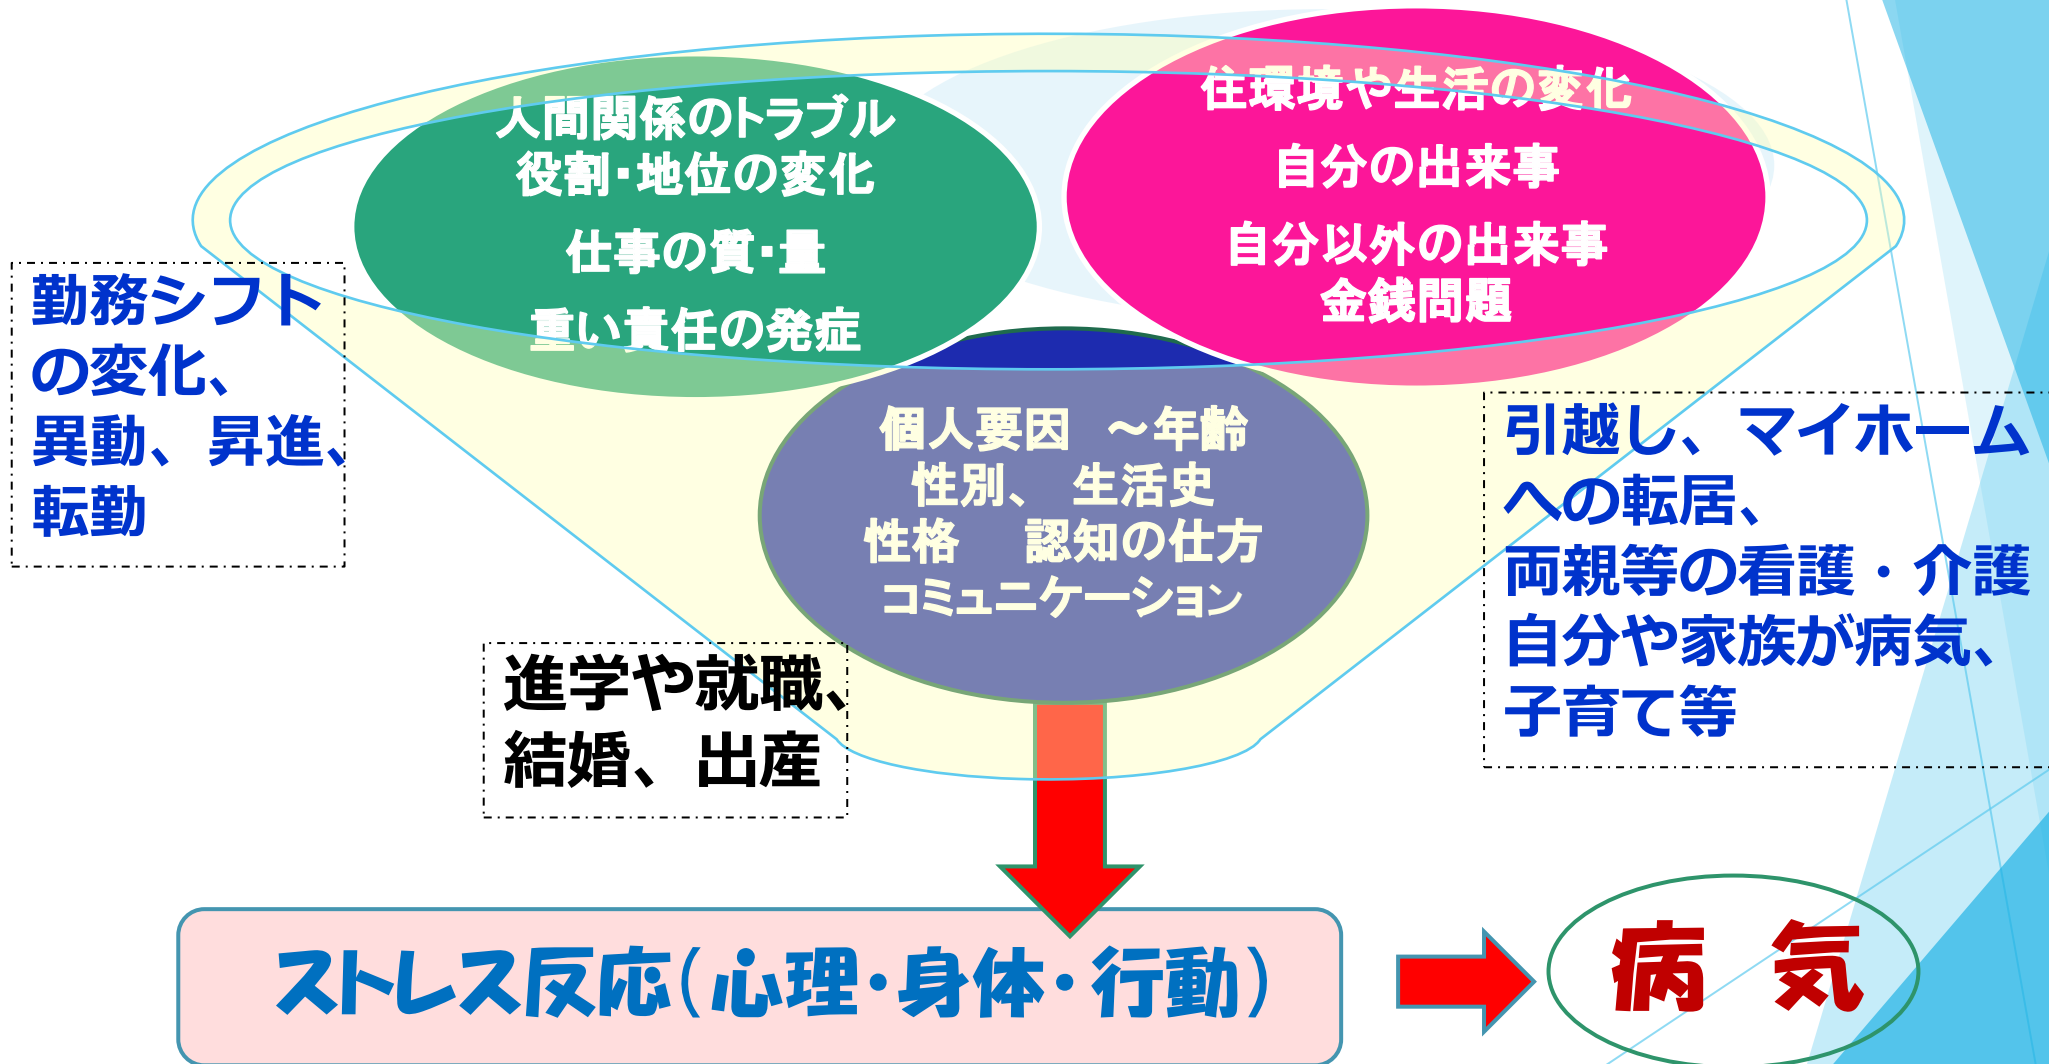 人間関係のトラブル
役割・地位の変化
仕事の質・量
重い責任の発症
住環境や生活の変化
自分の出来事
自分以外の出来事
金銭問題
勤務シフト
の変化、
異動、昇進、
転勤
個人要因　～年齢
性別、 生活史
性格　 認知の仕方
コミュニケーション
引越し、マイホーム
への転居、
両親等の看護・介護
自分や家族が病気、
子育て等
進学や就職、
結婚、出産
ストレス反応(心理・身体・行動)
病 気